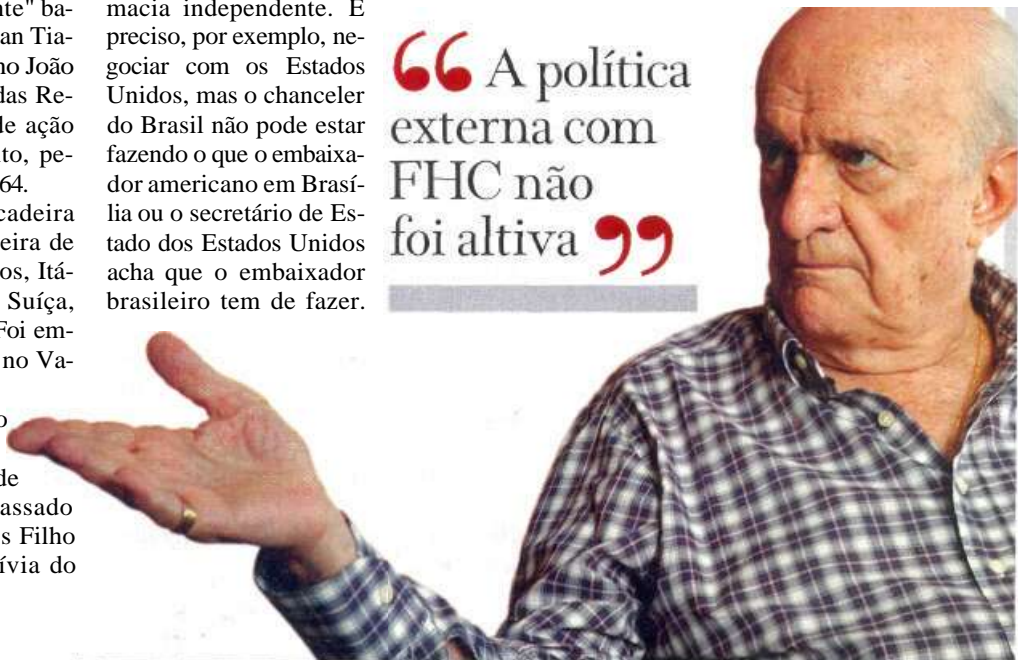 nte" ba-
an Tia-
no João
das Re-
de ação
ito, pe-
64.
cadeira
eira de
os, Itá-
Suíça,
Foi em-
no Va-
o
de
assado
s Filho
ívia do
macia independente. É
preciso, por exemplo, ne-
gociar com os Estados
Unidos, mas o chanceler
do Brasil não pode estar
fazendo o que o embaixa-
dor americano em Brasí-
lia ou o secretário de Es-
tado dos Estados Unidos
acha que o embaixador
brasileiro tem de fazer.
“ A política
externa com
FHC não
foi altiva ”